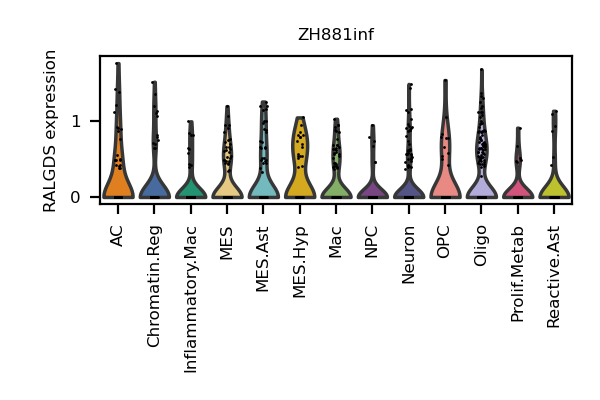 ZH881inf
RALGDS expression
1
0
AC
Chromatin.Reg
Inflammatory.Mac
MES
MES.Ast
MES.Hyp
Mac
NPC
Neuron
OPC
Oligo
Prolif.Metab
Reactive.Ast